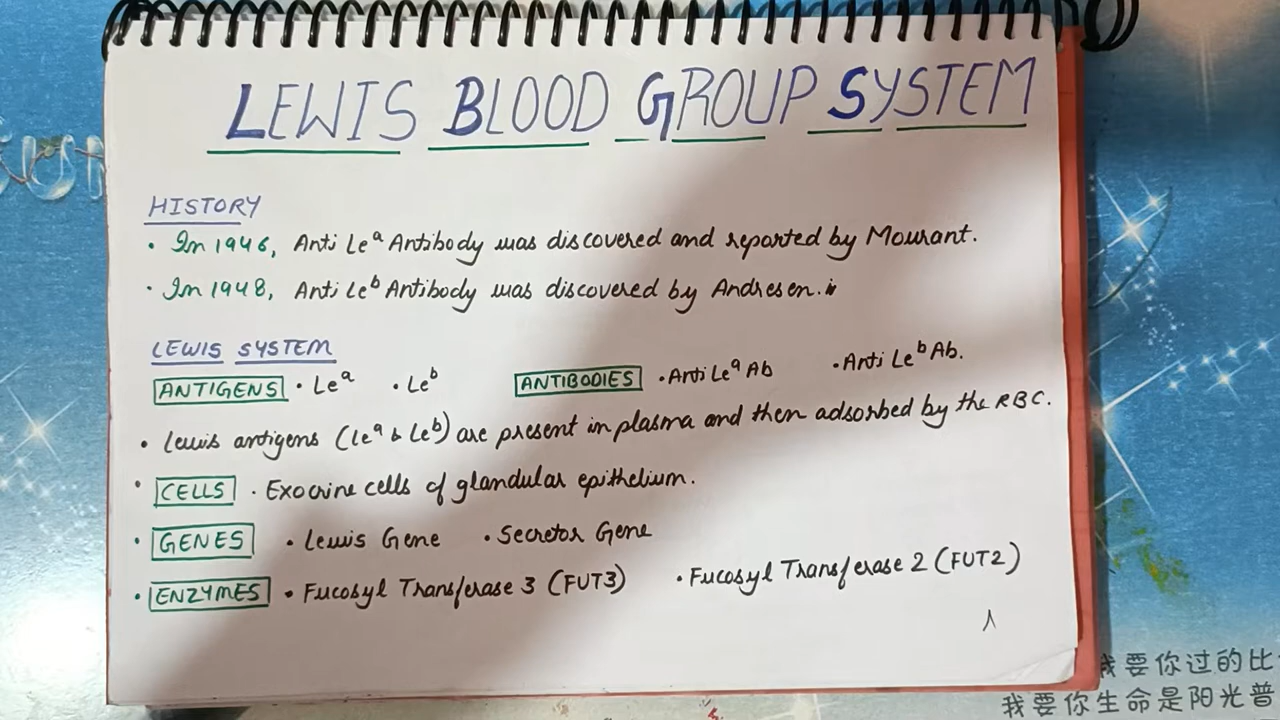 LEWIS BLOOD GROUP SYSTEM
HISTORY
• In 1946, Anti Leᵃ Antibody was discovered and reported by Mourant.
• In 1948, Anti Leᵇ Antibody was discovered by Andresen.
LEWIS SYSTEM
ANTIGENS • Leᵃ • Leᵇ ANTIBODIES • Anti Leᵃ Ab • Anti Leᵇ Ab.
• Lewis antigens (Leᵃ & Leᵇ) are present in plasma and then adsorbed by the RBC.
• CELLS • Exocrine cells of glandular epithelium.
• GENES • Lewis Gene • Secretor Gene
• ENZYMES • Fucosyl Transferase 3 (FUT3) • Fucosyl Transferase 2 (FUT2)
我要你过的比
我要你生命是阳光普